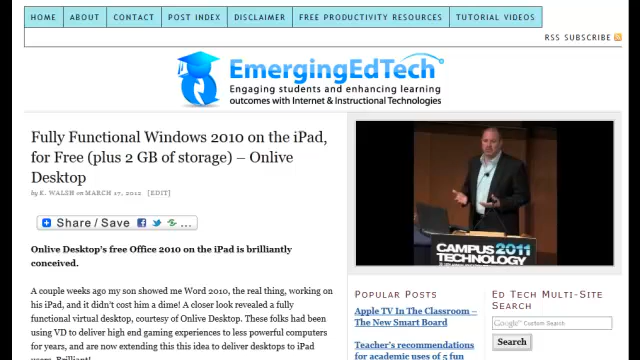 HOME ABOUT CONTACT POST INDEX DISCLAIMER FREE PRODUCTIVITY RESOURCES TUTORIAL VIDEOS
RSS SUBSCRIBE
EmergingEdTech
Engaging students and enhancing learning
outcomes with Internet & Instructional Technologies
Fully Functional Windows 2010 on the iPad,
for Free (plus 2 GB of storage) – Onlive
Desktop
by K. WALSH on MARCH 17, 2012 [EDIT]
Share / Save
Onlive Desktop's free Office 2010 on the iPad is brilliantly
conceived.
A couple weeks ago my son showed me Word 2010, the real thing, working on
his iPad, and it didn't cost him a dime! A closer look revealed a fully
functional virtual desktop, courtesy of Onlive Desktop. These folks had been
using VD to deliver high end gaming experiences to less powerful computers
for years, and are now extending this this idea to deliver desktops to iPad
users. Brilliant!
CAMPUS 2011
TECHNOLOGY
POPULAR POSTS
Apple TV In The Classroom –
The New Smart Board
Teacher's recommendations
for academic uses of 5 fun
ED TECH MULTI-SITE
SEARCH
Google Custom Search
Search